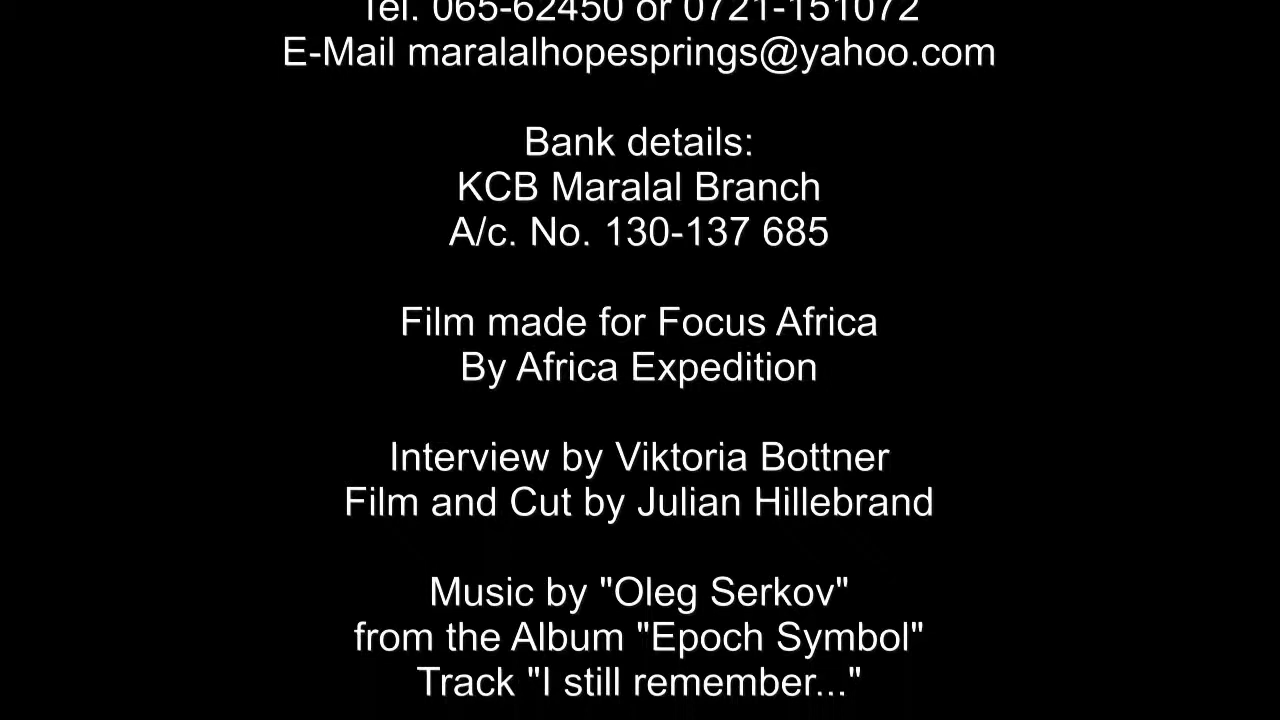 Tel. 065-62450 or 0721-151072
E-Mail maralalhopesprings@yahoo.com
Bank details:
KCB Maralal Branch
A/c. No. 130-137 685
Film made for Focus Africa
By Africa Expedition
Interview by Viktoria Bottner
Film and Cut by Julian Hillebrand
Music by "Oleg Serkov"
from the Album "Epoch Symbol"
Track "I still remember..."